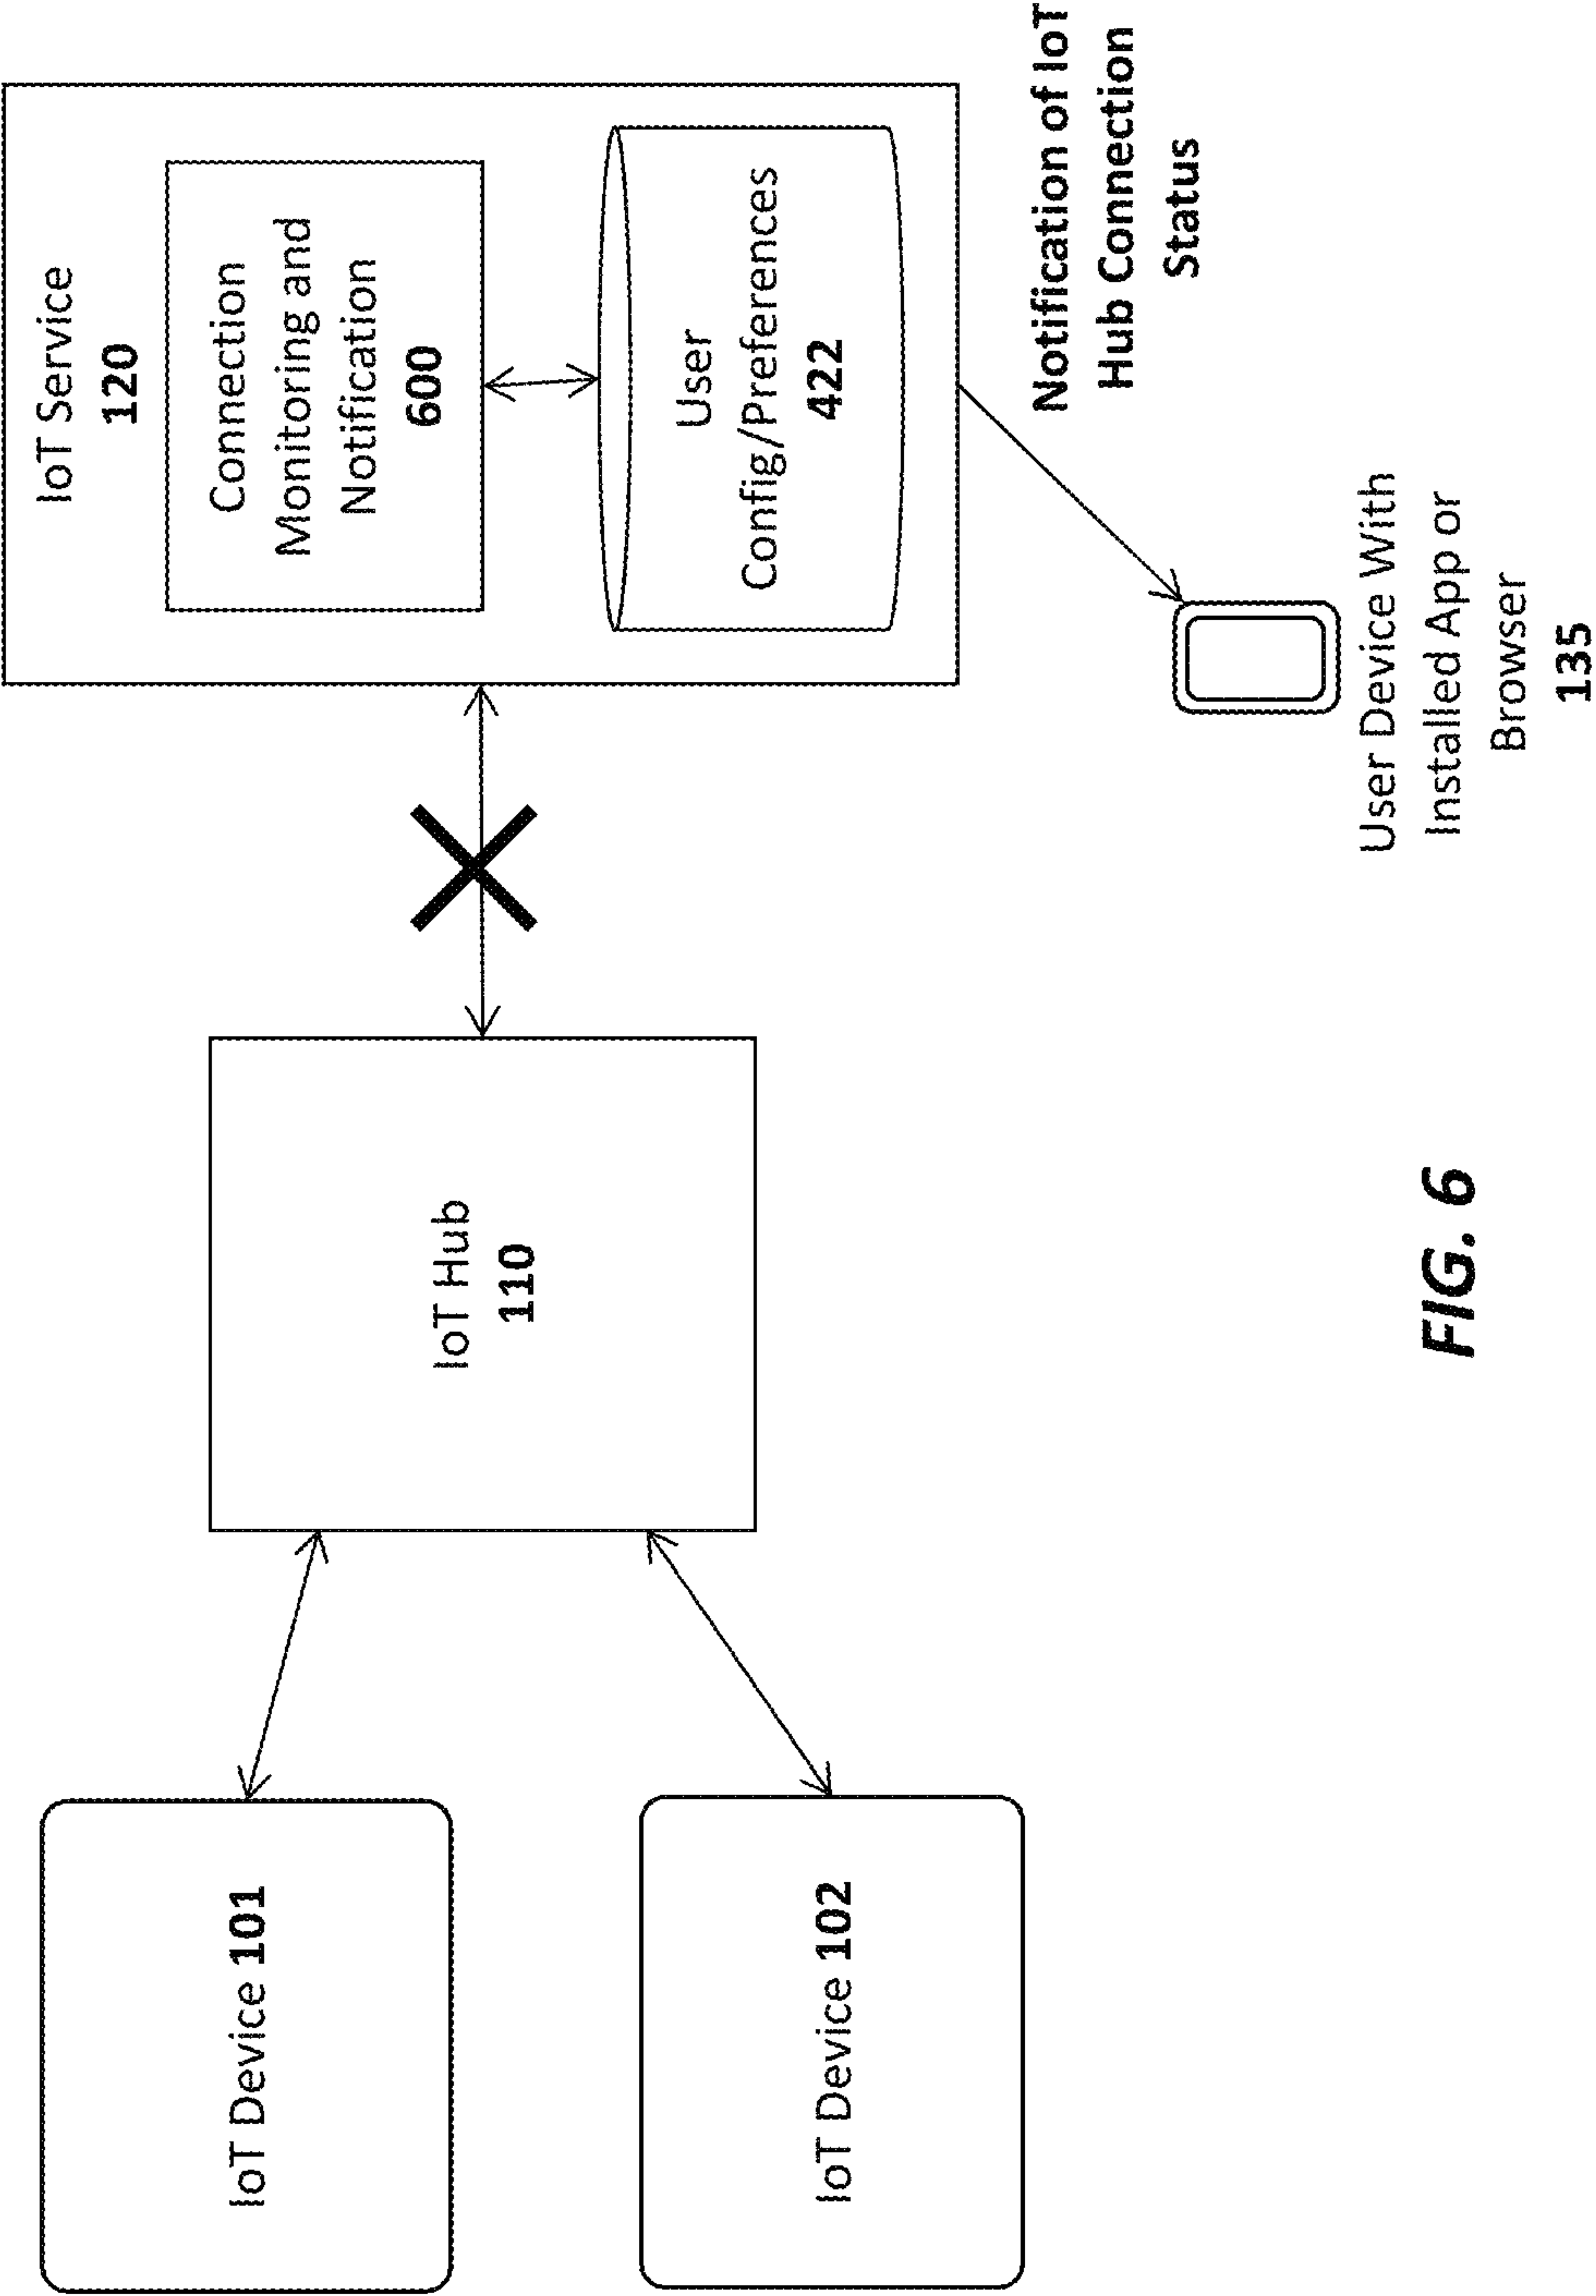 IoT Device 101
IoT Device 102
IoT Hub
110
IoT Service
120
Connection
Monitoring and
Notification
600
User
Config/Preferences
422
Notification of IoT
Hub Connection
Status
User Device With
Installed App or
Browser
135
FIG. 6